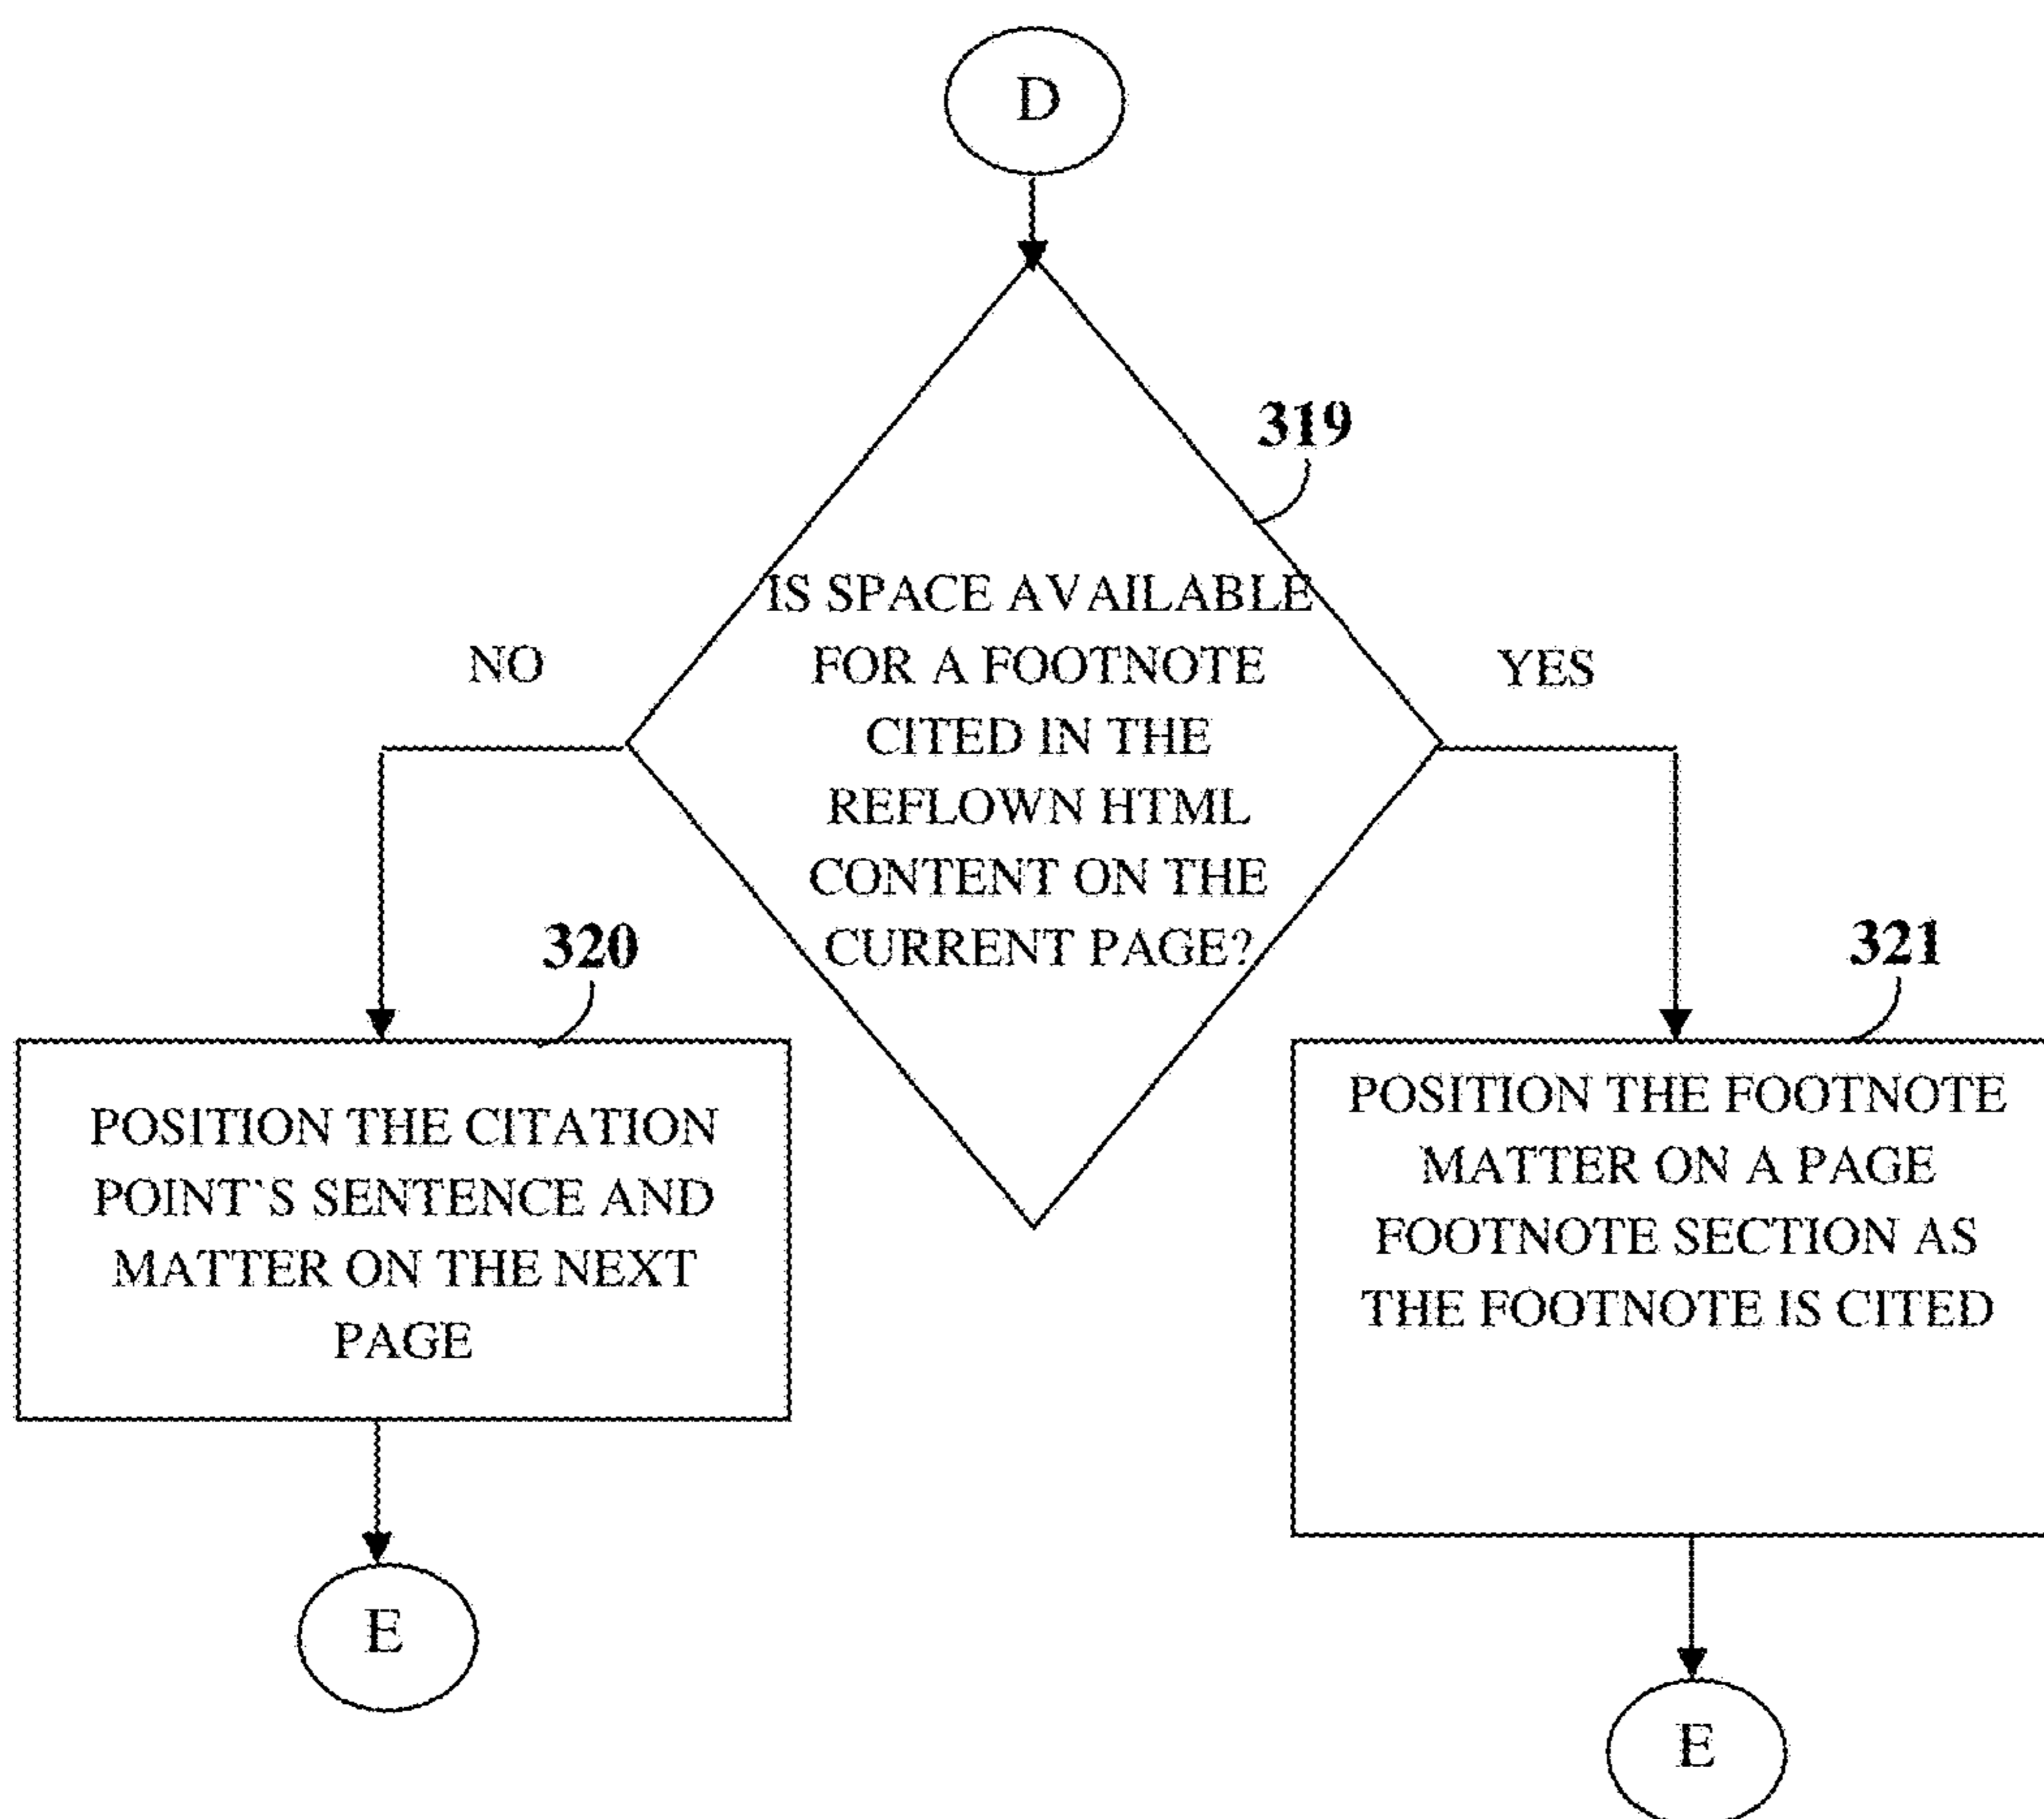 D
319
IS SPACE AVAILABLE
FOR A FOOTNOTE
CITED IN THE
REFLOWN HTML
CONTENT ON THE
CURRENT PAGE?
NO
YES
320
POSITION THE CITATION
POINT'S SENTENCE AND
MATTER ON THE NEXT
PAGE
321
POSITION THE FOOTNOTE
MATTER ON A PAGE
FOOTNOTE SECTION AS
THE FOOTNOTE IS CITED
E
E